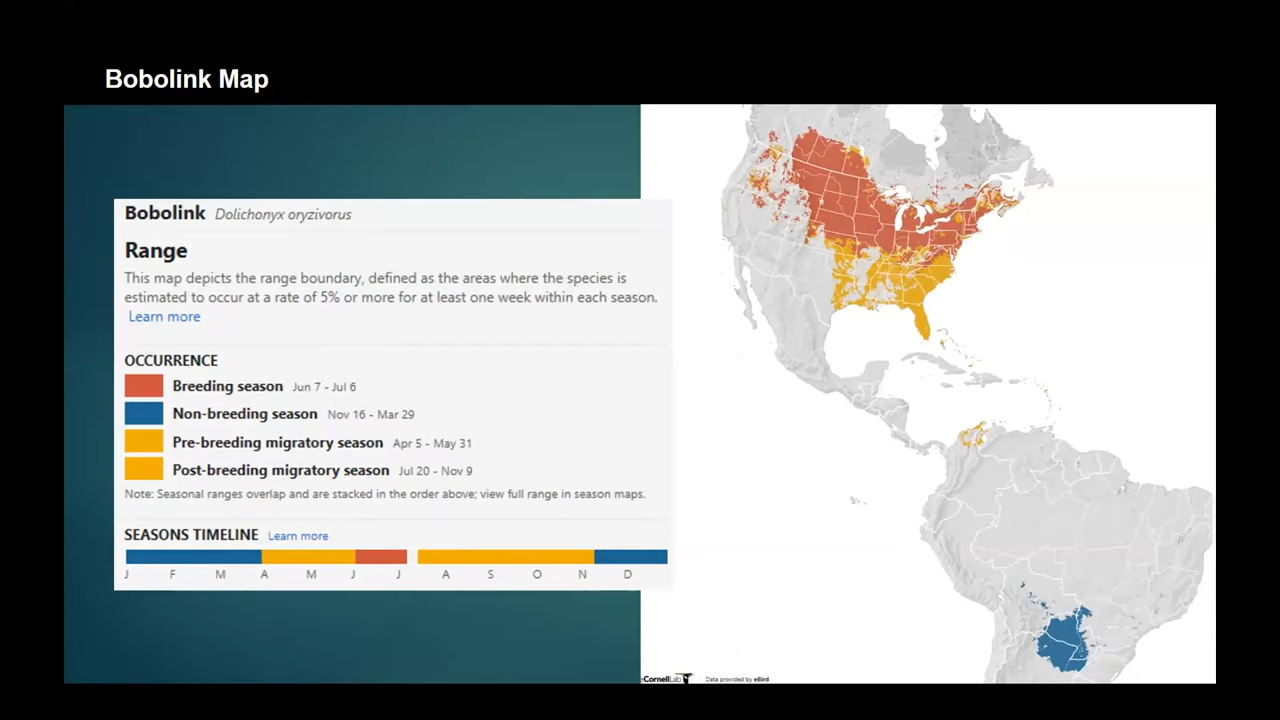 Bobolink Map
Bobolink Dolichonyx oryzivorus
Range
This map depicts the range boundary, defined as the areas where the species is
estimated to occur at a rate of 5% or more for at least one week within each season.
Learn more
OCCURRENCE
Breeding season Jun 7 - Jul 6
Non-breeding season Nov 16 - Mar 29
Pre-breeding migratory season Apr 5 - May 31
Post-breeding migratory season Jul 20 - Nov 9
Note: Seasonal ranges overlap and are stacked in the order above; view full range in season maps.
SEASONS TIMELINE Learn more
J F M A M J J A S O N D
CornellLab Data provided by eBird